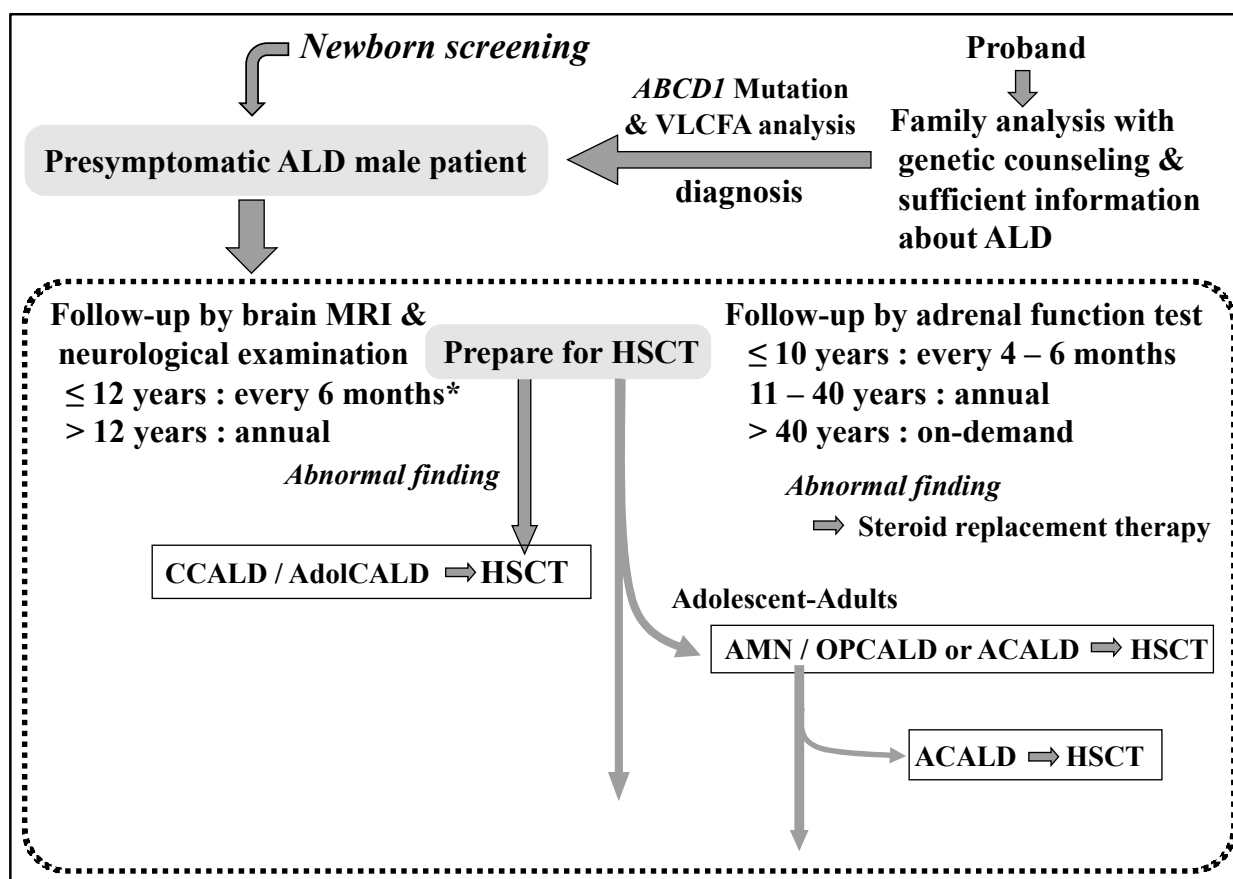 Newborn screening
Proband
ABCD1 Mutation
& VLCFA analysis
diagnosis
Family analysis with
genetic counseling &
sufficient information
about ALD
Presymptomatic ALD male patient
Follow-up by brain MRI &
neurological examination
≤ 12 years : every 6 months*
> 12 years : annual
Abnormal finding
Prepare for HSCT
Follow-up by adrenal function test
≤ 10 years : every 4 – 6 months
11 – 40 years : annual
> 40 years : on-demand
Abnormal finding
Steroid replacement therapy
CCALD / AdolCALD HSCT
Adolescent-Adults
AMN / OPCALD or ACALD HSCT
ACALD HSCT